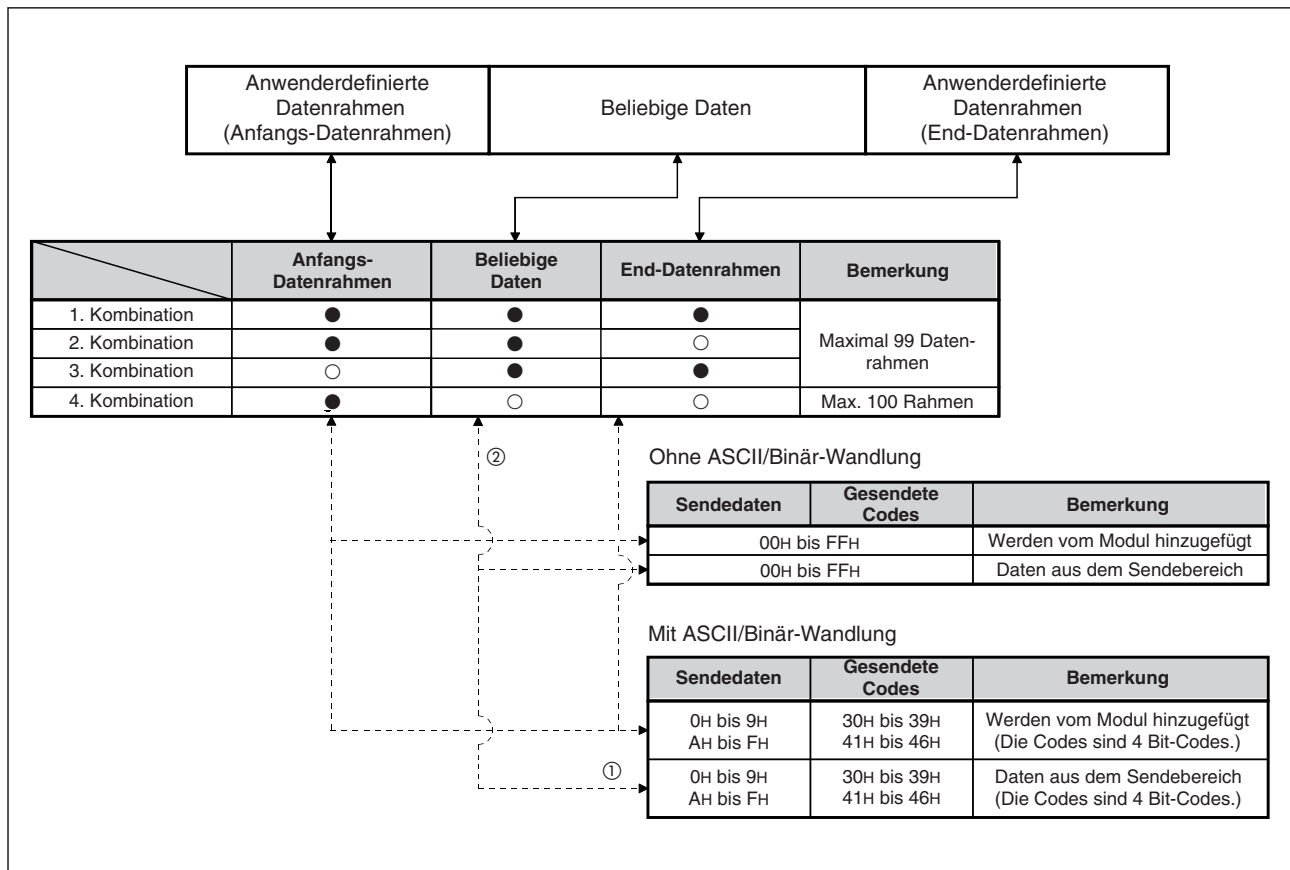 Anwenderdefinierte
Datenrahmen
(Anfangs-Datenrahmen)
Beliebige Daten
Anwenderdefinierte
Datenrahmen
(End-Datenrahmen)
Anfangs-
Datenrahmen
Beliebige
Daten
End-Datenrahmen
Bemerkung
1. Kombination ● ● ●
2. Kombination ● ● ○
3. Kombination ○ ● ●
Maximal 99 Daten-
rahmen
4. Kombination ● ○ ○ Max. 100 Rahmen
②
Ohne ASCII/Binär-Wandlung
Sendedaten
Gesendete
Codes
Bemerkung
00H bis FFH Werden vom Modul hinzugefügt
00H bis FFH Daten aus dem Sendebereich
Mit ASCII/Binär-Wandlung
Sendedaten
Gesendete
Codes
Bemerkung
0H bis 9H 30H bis 39H Werden vom Modul hinzugefügt
AH bis FH 41H bis 46H (Die Codes sind 4 Bit-Codes.)
①
0H bis 9H 30H bis 39H Daten aus dem Sendebereich
AH bis FH 41H bis 46H (Die Codes sind 4 Bit-Codes.)